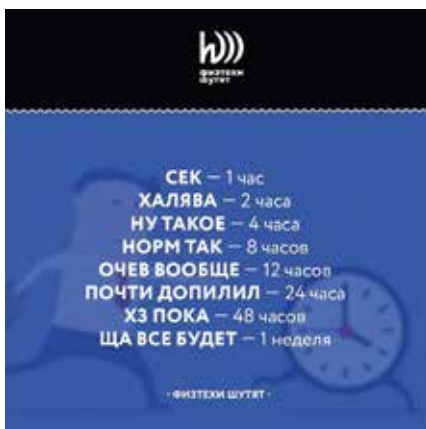 ФИЗТЕХИ
ШУТЯТ
СЕК – 1 час
ХАЛЯВА – 2 часа
НУ ТАКОЕ – 4 часа
НОРМ ТАК – 8 часов
ОЧЕВ ВООБЩЕ – 12 часов
ПОЧТИ ДОПИЛИЛ – 24 часа
ХЗ ПОКА – 48 часов
ЩА ВСЕ БУДЕТ – 1 неделя
- ФИЗТЕХИ ШУТЯТ -